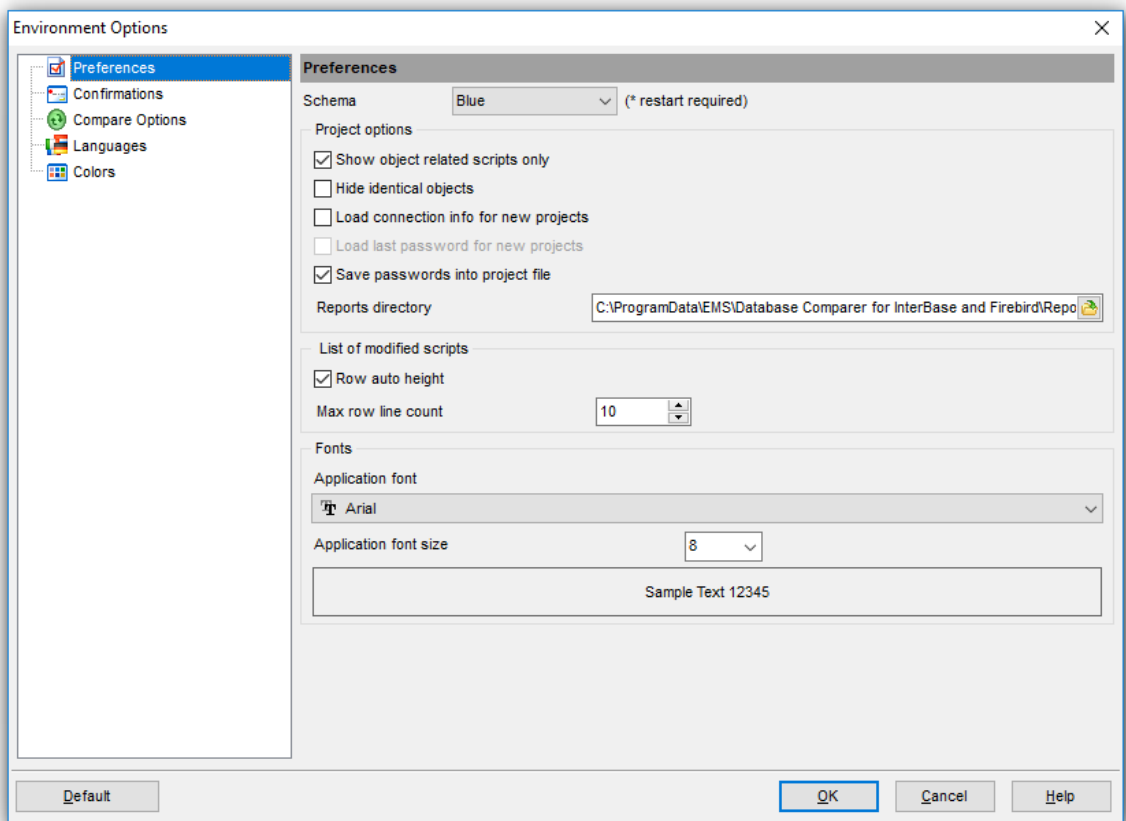 Environment Options
Preferences
Confirmations
Compare Options
Languages
Colors
Preferences
Schema Blue (* restart required)
Project options
Show object related scripts only
Hide identical objects
Load connection info for new projects
Load last password for new projects
Save passwords into project file
Reports directory C:\ProgramData\EMS\Database Comparer for InterBase and Firebird\Repo
List of modified scripts
Row auto height
Max row line count 10
Fonts
Application font
Arial
Application font size 8
Sample Text 12345
Default OK Cancel Help